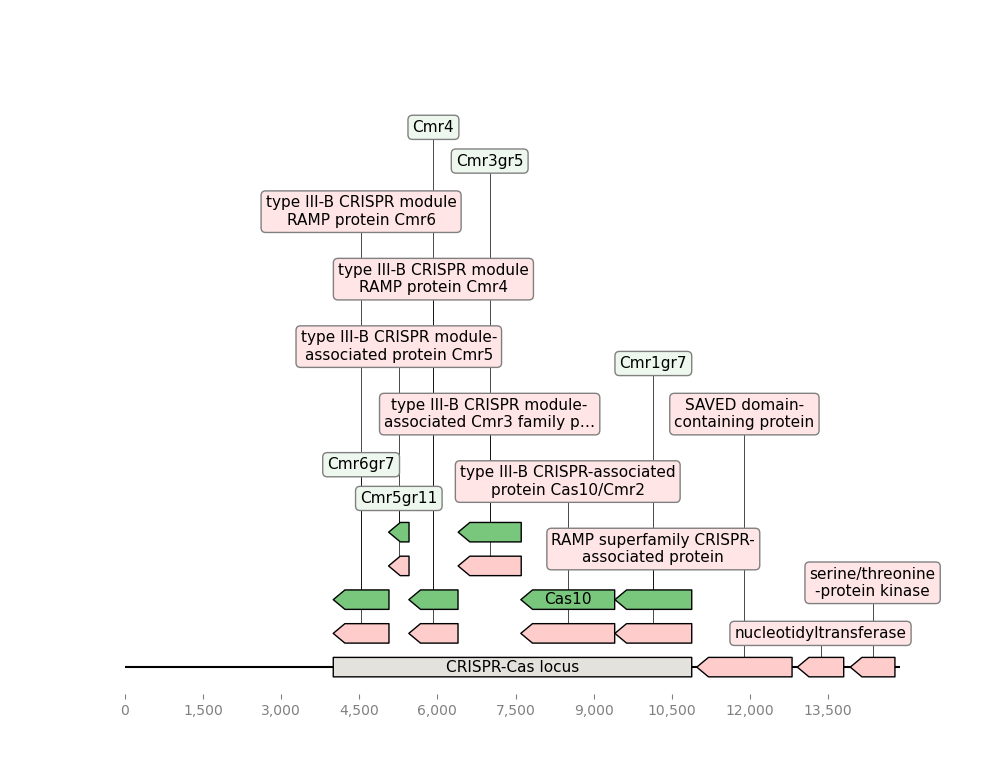 Cmr4
Cmr3gr5
type III-B CRISPR module
RAMP protein Cmr6
type III-B CRISPR module
RAMP protein Cmr4
type III-B CRISPR module-
associated protein Cmr5
Cmr1gr7
type III-B CRISPR module-
associated Cmr3 family p...
SAVED domain-
containing protein
Cmr6gr7
type III-B CRISPR-associated
protein Cas10/Cmr2
Cmr5gr11
RAMP superfamily CRISPR-
associated protein
serine/threonine
-protein kinase
Cas10
nucleotidyltransferase
CRISPR-Cas locus
0 1,500 3,000 4,500 6,000 7,500 9,000 10,500 12,000 13,500